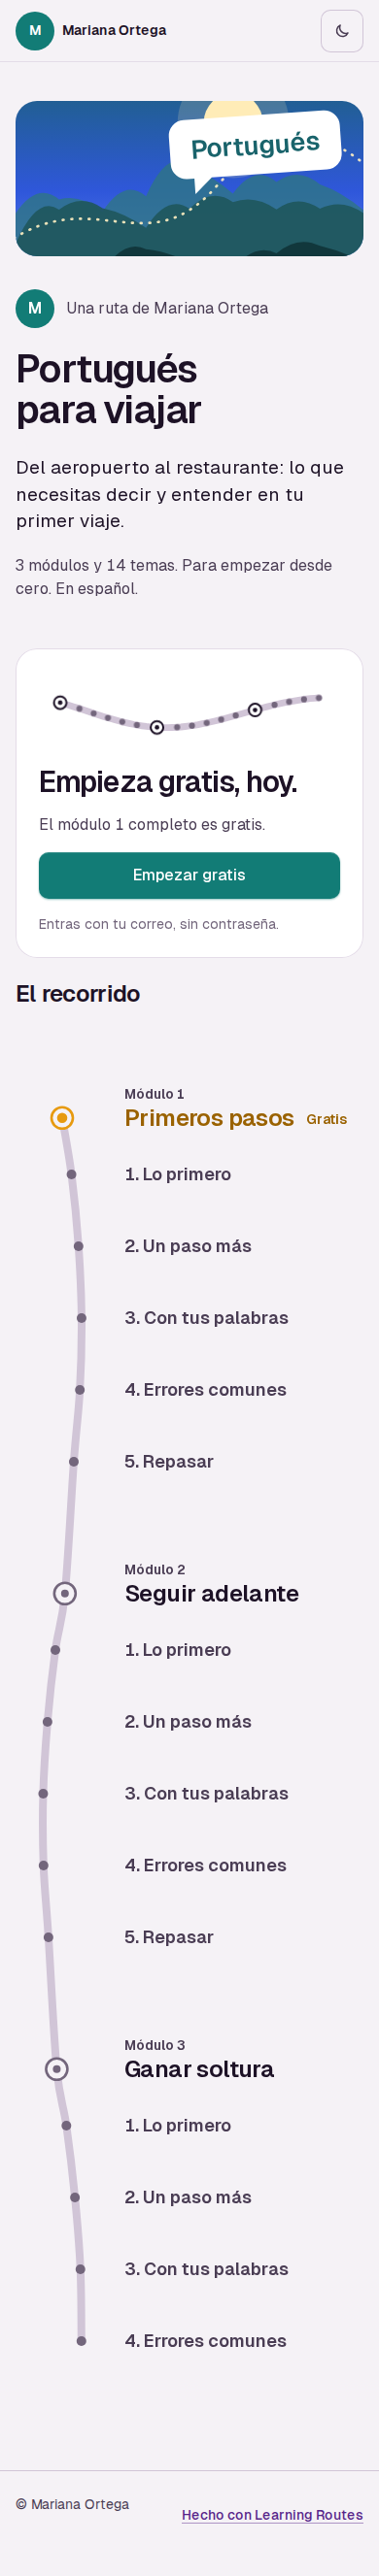 M Mariana Ortega
Portugués
M Una ruta de Mariana Ortega
Portugués
para viajar
Del aeropuerto al restaurante: lo que
necesitas decir y entender en tu
primer viaje.
3 módulos y 14 temas. Para empezar desde
cero. En español.
Empieza gratis, hoy.
El módulo 1 completo es gratis.
Empezar gratis
Entras con tu correo, sin contraseña.
El recorrido
Módulo 1
Primeros pasos Gratis
1. Lo primero
2. Un paso más
3. Con tus palabras
4. Errores comunes
5. Repasar
Módulo 2
Seguir adelante
1. Lo primero
2. Un paso más
3. Con tus palabras
4. Errores comunes
5. Repasar
Módulo 3
Ganar soltura
1. Lo primero
2. Un paso más
3. Con tus palabras
4. Errores comunes
© Mariana Ortega
Hecho con Learning Routes